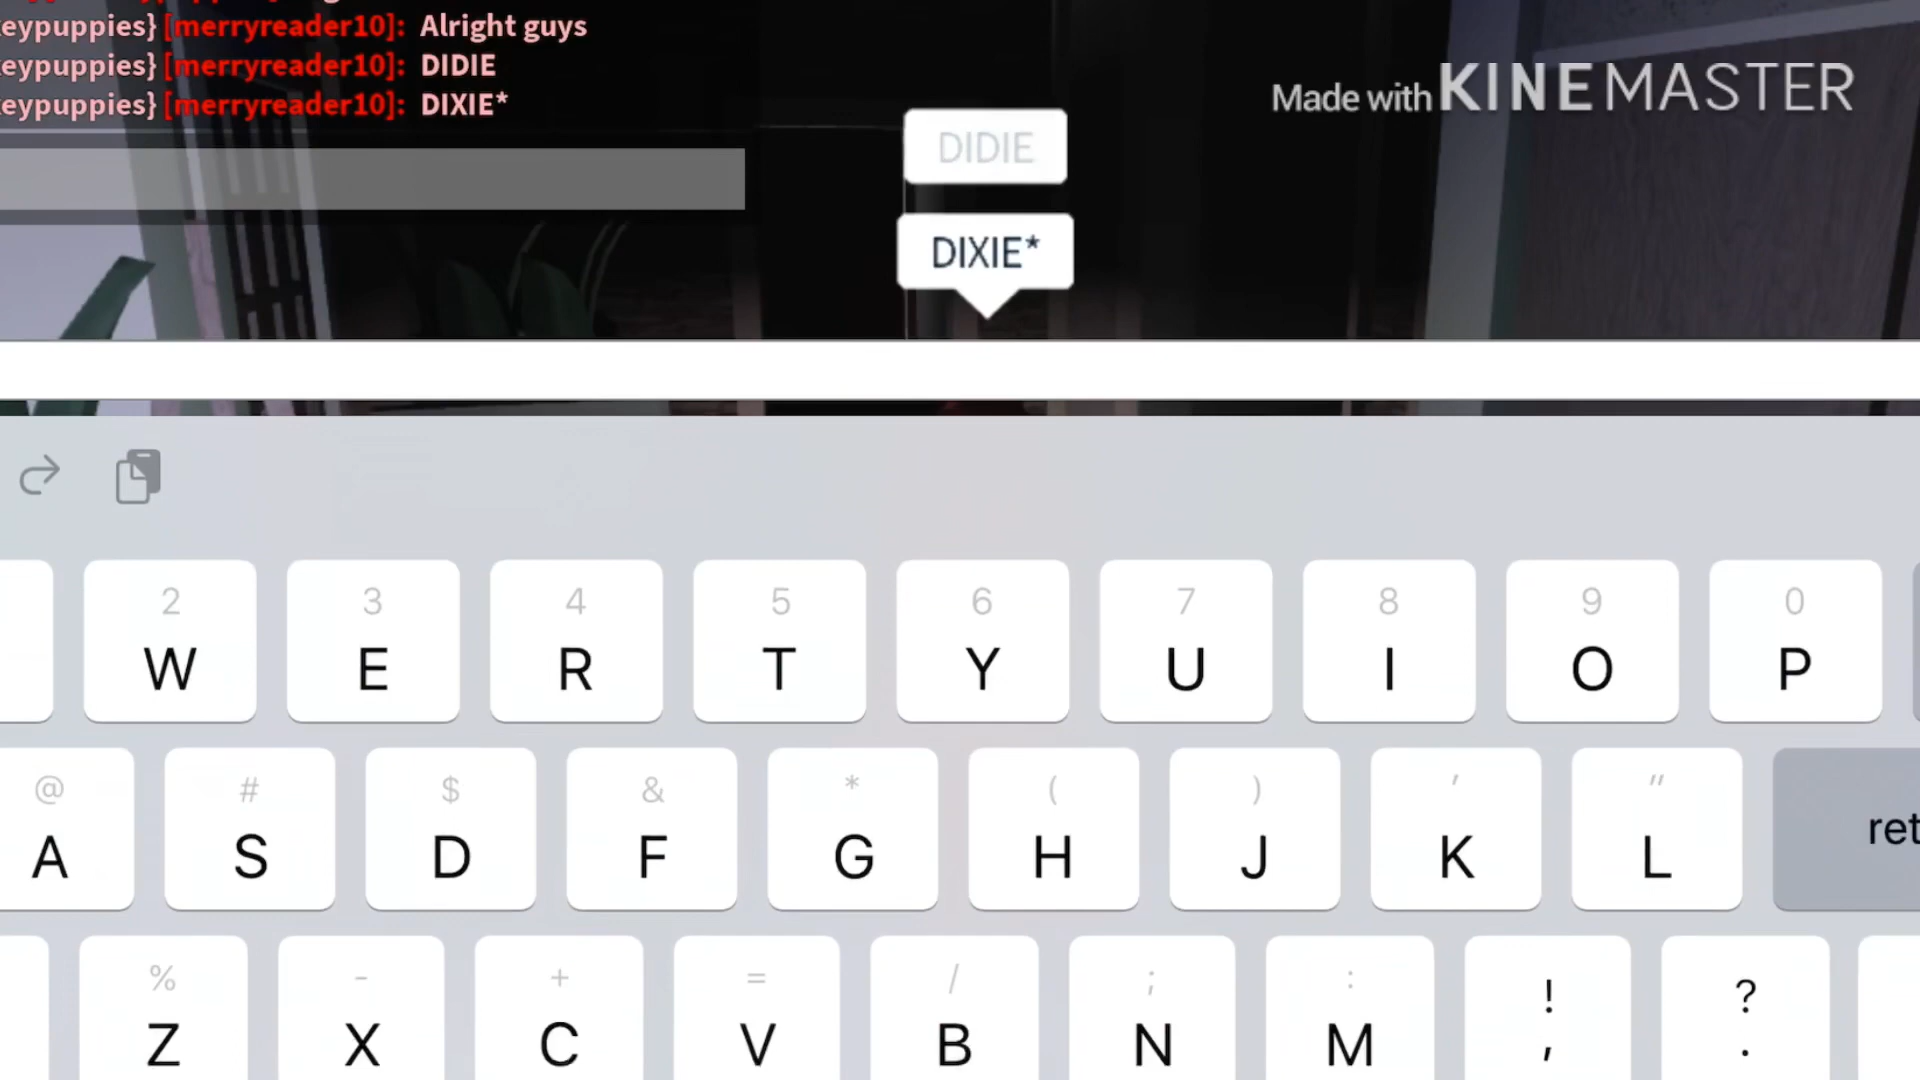 eypuppies} [merryreader10]: Alright guys
eypuppies} [merryreader10]: DIDIE
eypuppies} [merryreader10]: DIXIE*
Made with KINEMASTER
DIDIE
DIXIE*
2 3 4 5 6 7 8 9 0
W E R T Y U I O P
@ # $ & * ( ) ' "
A S D F G H J K L ret
% - + = / ; : ! ?
Z X C V B N M , .